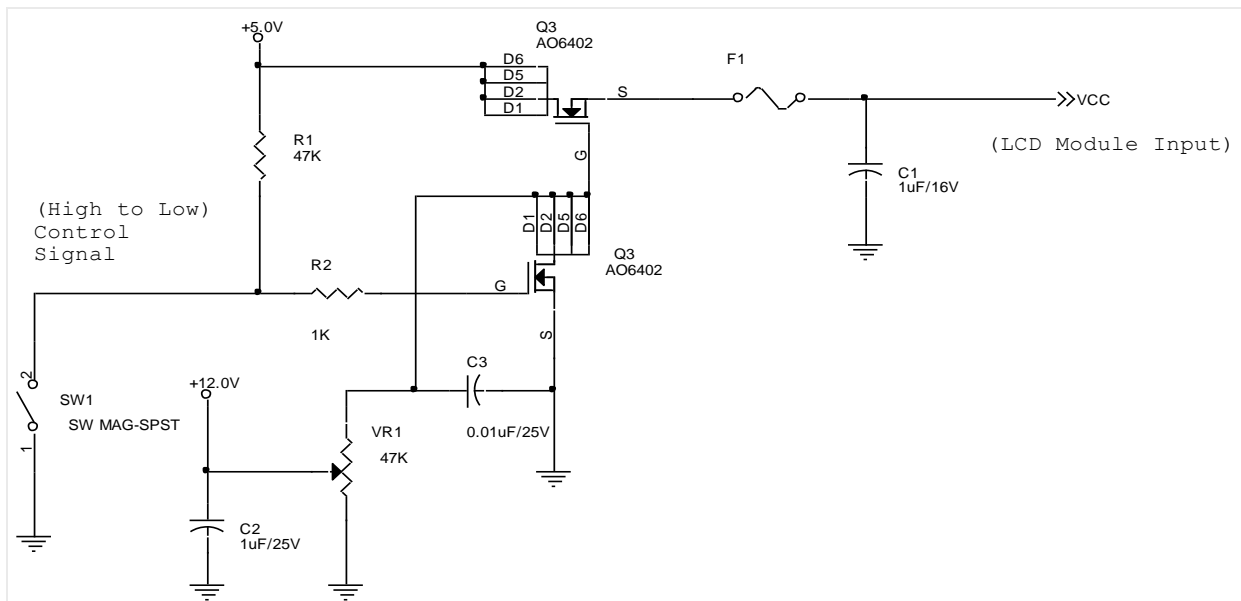 +5.0V
Q3
AO6402
D6
D5
D2
D1
S
G
F1
VCC
(LCD Module Input)
R1
47K
C1
1uF/16V
(High to Low)
Control
Signal
D1
D2
D5
D6
Q3
AO6402
R2
1K
G
S
C3
0.01uF/25V
2
1
SW1
SW MAG-SPST
+12.0V
VR1
47K
C2
1uF/25V